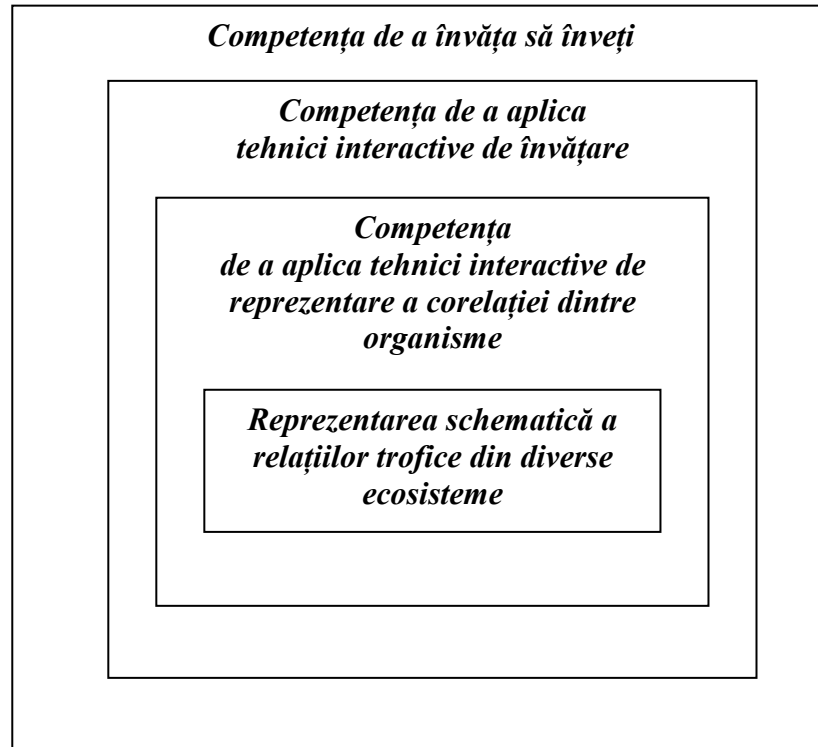 Competența de a învăța să înveți
Competența de a aplica
tehnici interactive de învățare
Competența
de a aplica tehnici interactive de
reprezentare a corelației dintre
organisme
Reprezentarea schematică a
relațiilor trofice din diverse
ecosisteme